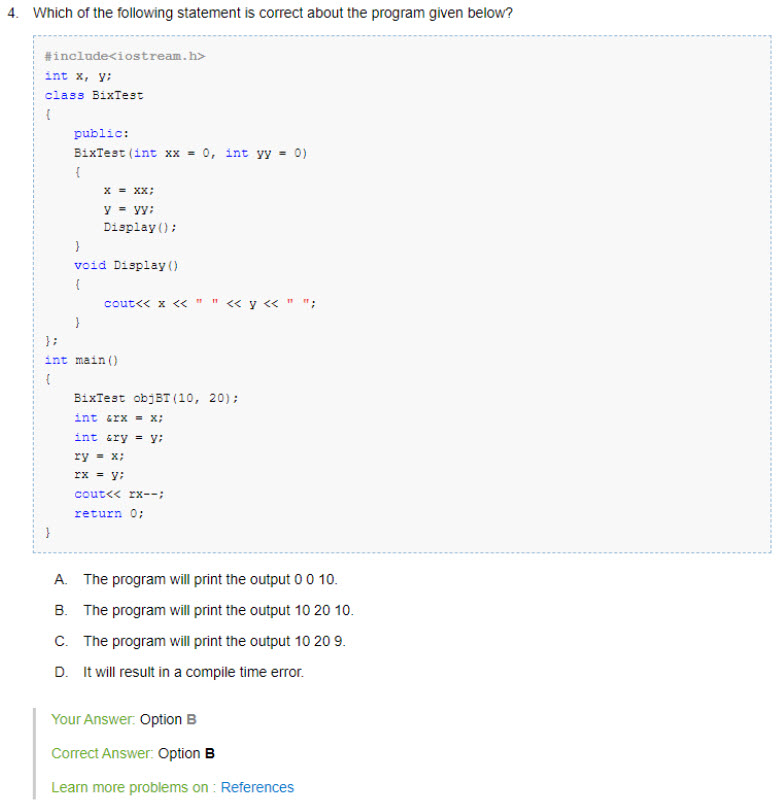 4. Which of the following statement is correct about the program given below?
#include<iostream.h>
int x, y;
class BixTest
{
    public:
    BixTest(int xx = 0, int yy = 0)
    {
        x = xx;
        y = yy;
        Display();
    }
    void Display()
    {
        cout<< x << " " << y << " ";
    }
};
int main()
{
    BixTest objBT(10, 20);
    int &rx = x;
    int &ry = y;
    ry = x;
    rx = y;
    cout<< rx--;
    return 0;
}
A. The program will print the output 0 0 10.
B. The program will print the output 10 20 10.
C. The program will print the output 10 20 9.
D. It will result in a compile time error.
Your Answer: Option B
Correct Answer: Option B
Learn more problems on : References